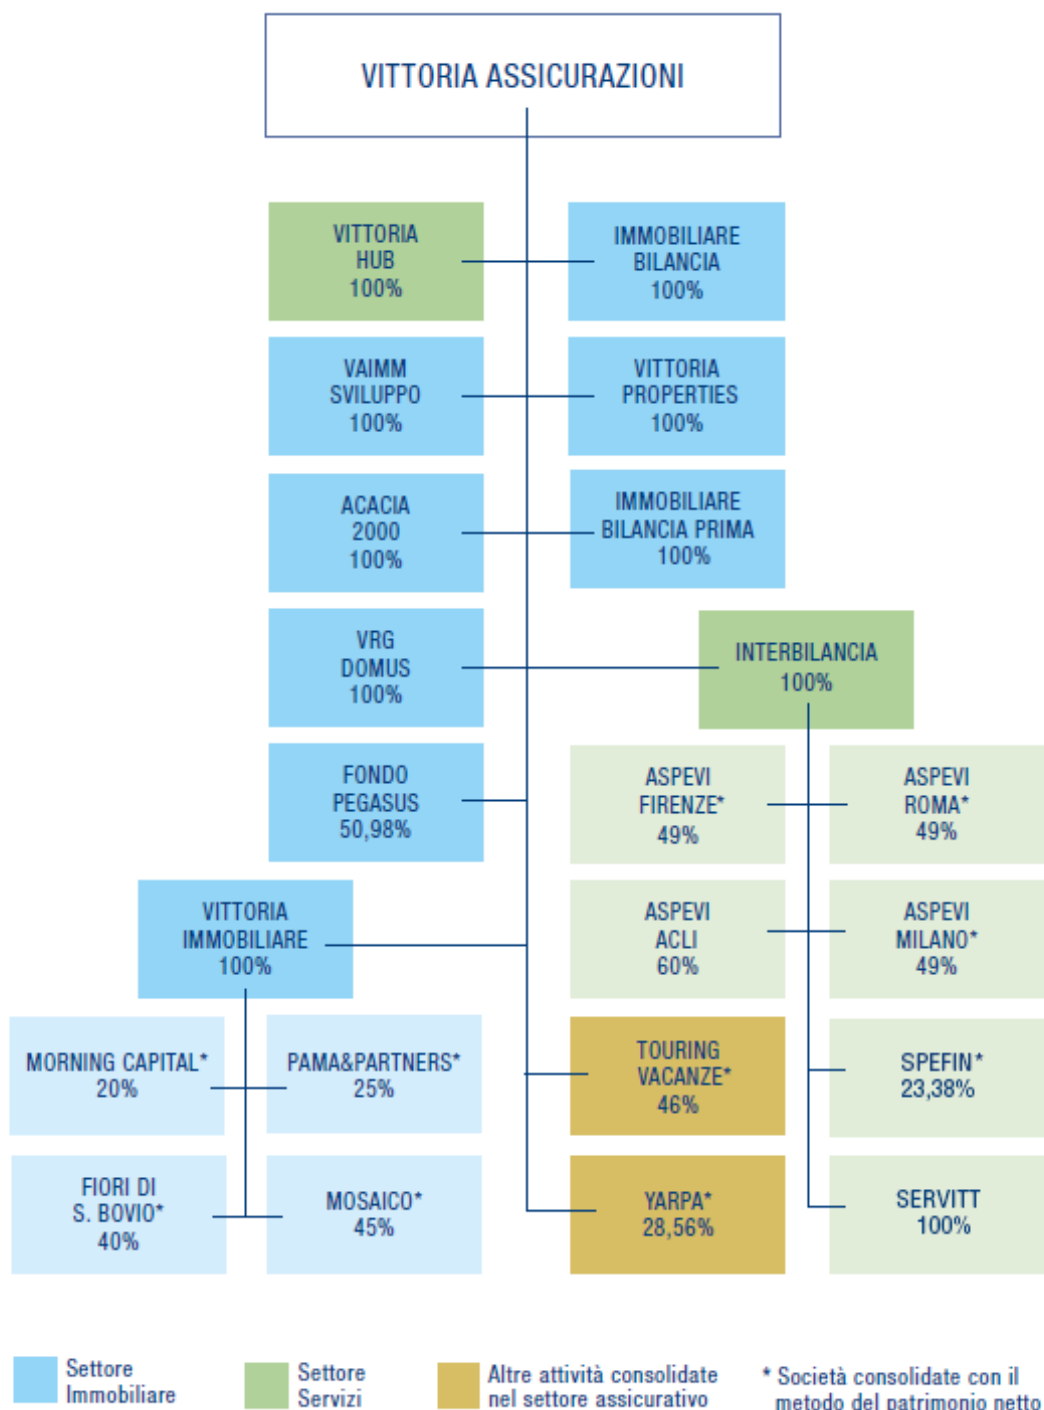 VITTORIA ASSICURAZIONI
VITTORIA
HUB
100%
IMMOBILIARE
BILANCIA
100%
VAIMM
SVILUPPO
100%
VITTORIA
PROPERTIES
100%
ACACIA
2000
100%
IMMOBILIARE
BILANCIA PRIMA
100%
VRG
DOMUS
100%
INTERBILANCIA
100%
FONDO
PEGASUS
50,98%
ASPEVI
FIRENZE*
49%
ASPEVI
ROMA*
49%
VITTORIA
IMMOBILIARE
100%
ASPEVI
ACLI
60%
ASPEVI
MILANO*
49%
MORNING CAPITAL*
20%
PAMA&PARTNERS*
25%
TOURING
VACANZE*
46%
SPEFIN*
23,38%
FIORI DI
S. BOVIO*
40%
MOSAICO*
45%
YARPA*
28,56%
SERVITT
100%
Settore
Immobiliare
Settore
Servizi
Altre attività consolidate
nel settore assicurativo
* Società consolidate con il
metodo del patrimonio netto